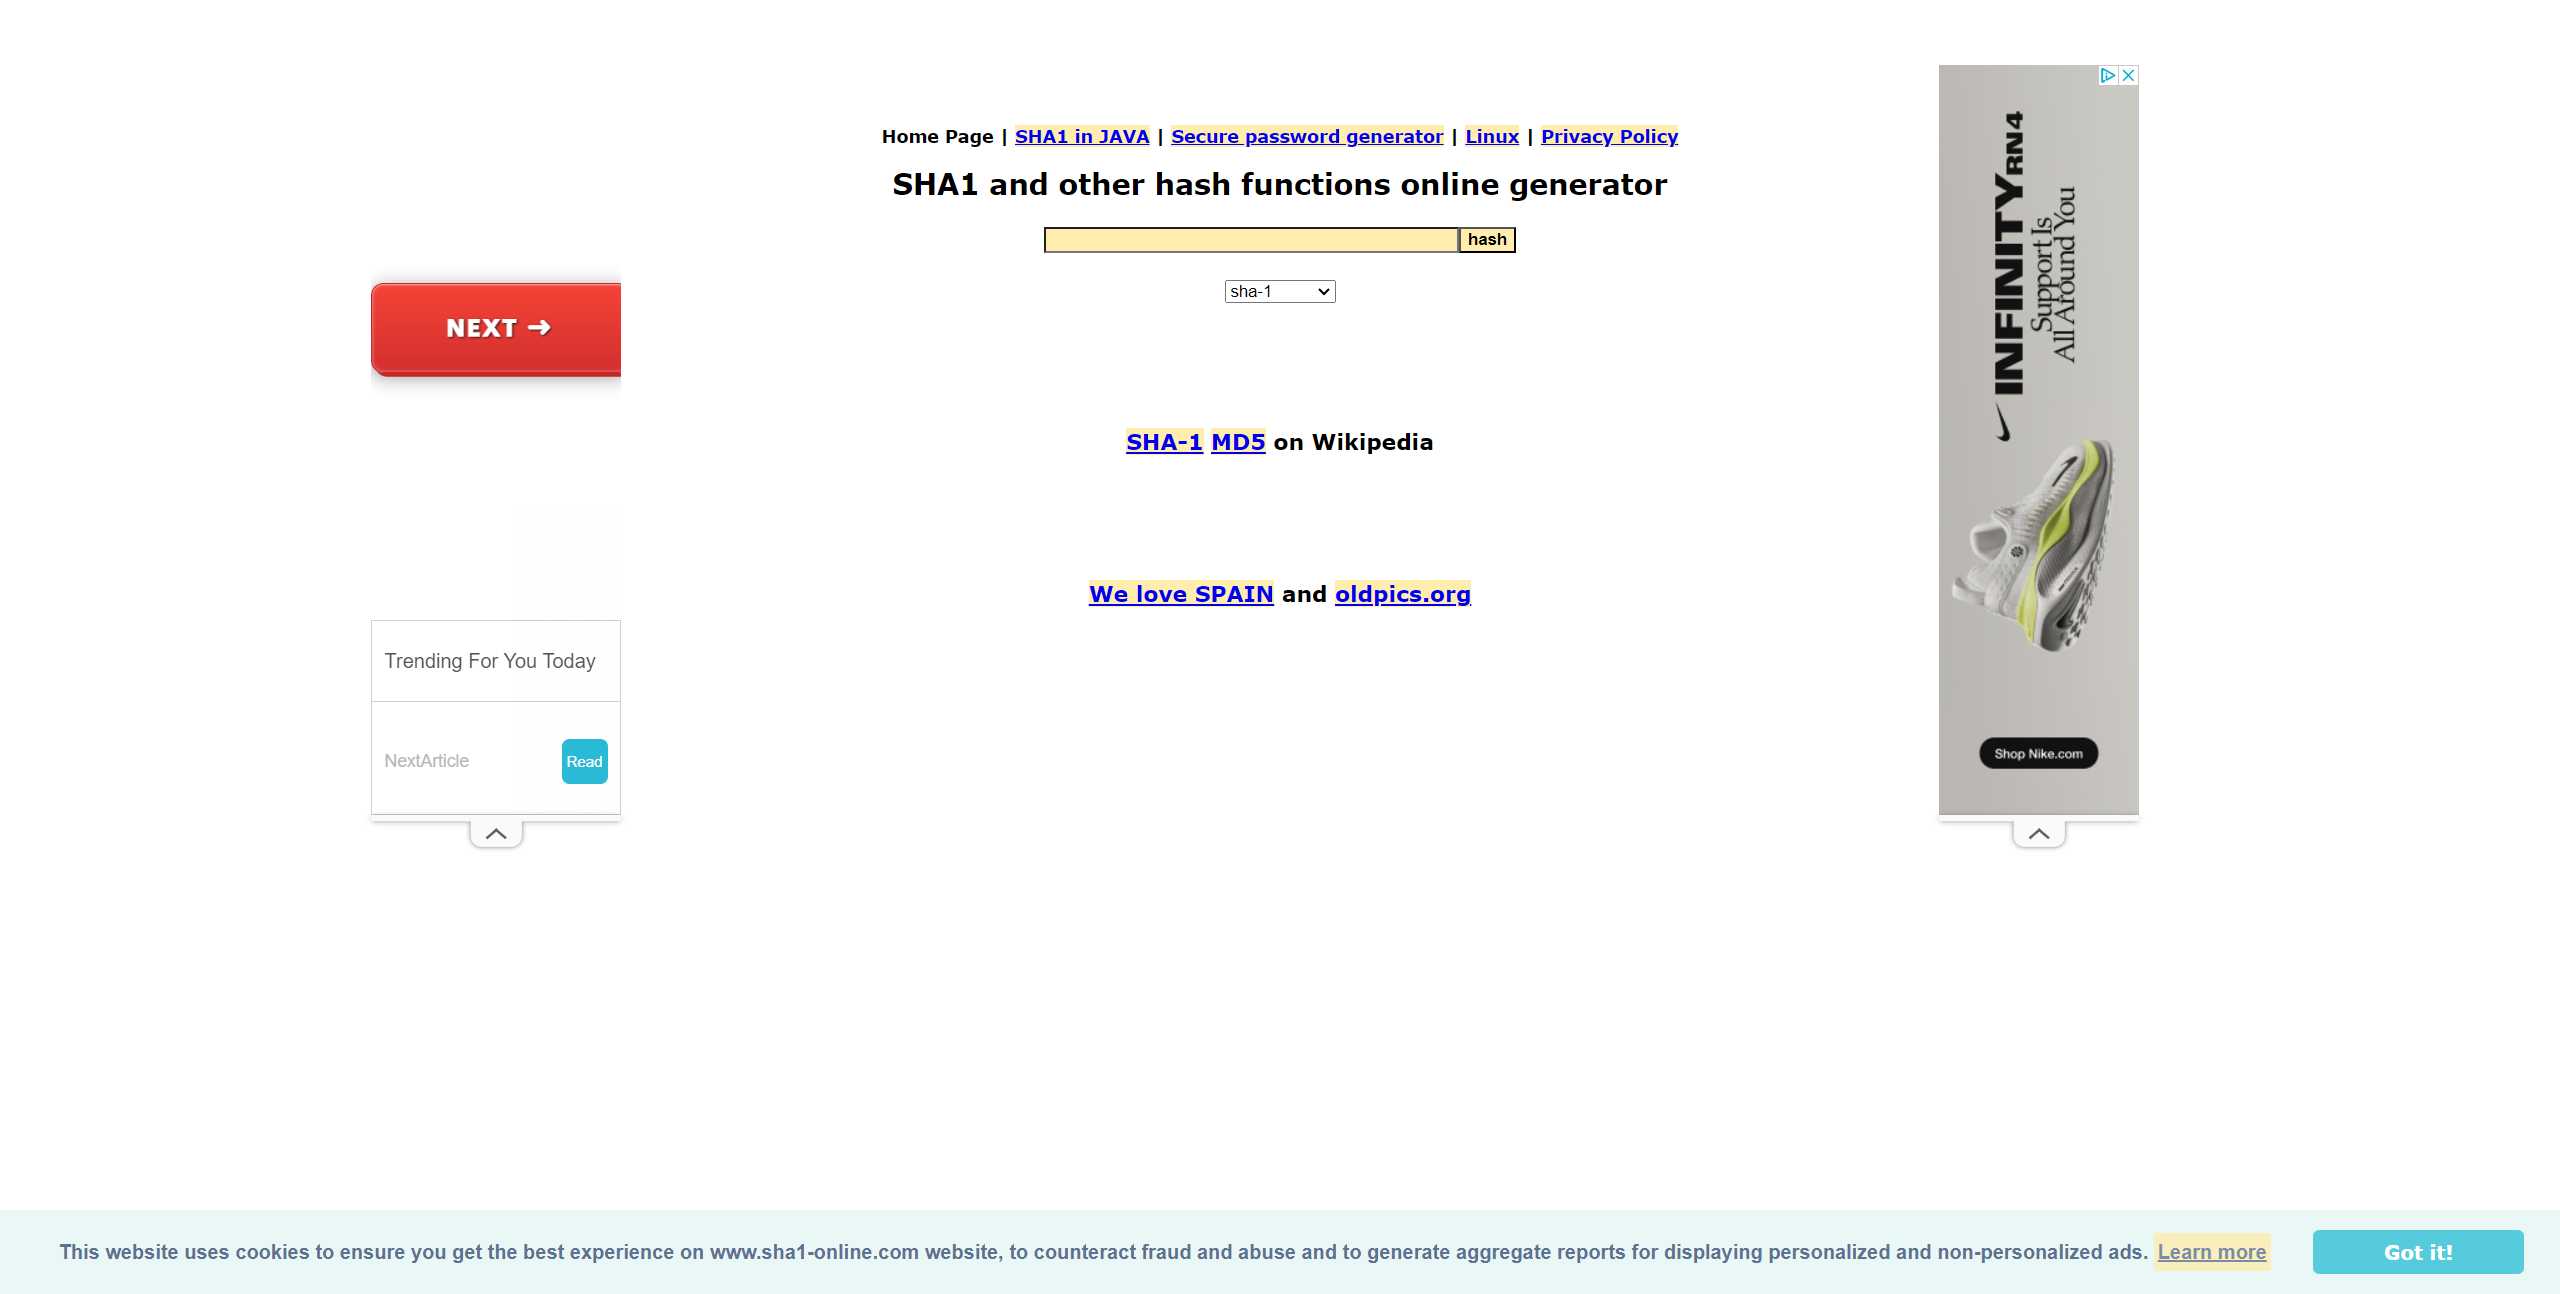 Home Page | SHA1 in JAVA | Secure password generator | Linux | Privacy Policy
SHA1 and other hash functions online generator
hash
sha-1
NEXT ➜
SHA-1 MD5 on Wikipedia
We love SPAIN and oldpics.org
Trending For You Today
NextArticle
Read
INFINITYRN4
Support Is
All Around You
Shop Nike.com
This website uses cookies to ensure you get the best experience on www.sha1-online.com website, to counteract fraud and abuse and to generate aggregate reports for displaying personalized and non-personalized ads. Learn more
Got it!